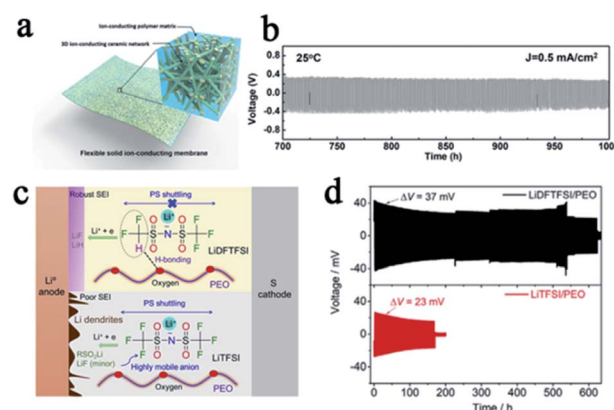 a
Ion-conducting polymer matrix
3D ion-conducting ceramic network
Flexible solid ion-conducting membrane
b
25°C
J=0.5 mA/cm²
Voltage (V)
0.8
0.4
0.0
-0.4
-0.8
700 750 800 850 900 950 100
Time (h)
c
Robust SEI
PS shuttling
Li⁺
LiF
LiH
Li⁺ + e
F F H O O S N S O O F F F
LiDFTFSI
H-bonding
Oxygen
PEO
Li⁰
anode
S
cathode
Poor SEI
PS shuttling
Li dendrites
Li⁺
Li⁺ + e
F F F O O S N S O O F F F
RSO₂Li
LiF (minor)
LiTFSI
Highly mobile anion
Oxygen
PEO
d
ΔV = 37 mV
LiDFTFSI/PEO
40
0
-40
ΔV = 23 mV
LiTFSI/PEO
40
0
-40
Voltage / mV
0 100 200 300 400 500 600
Time / h